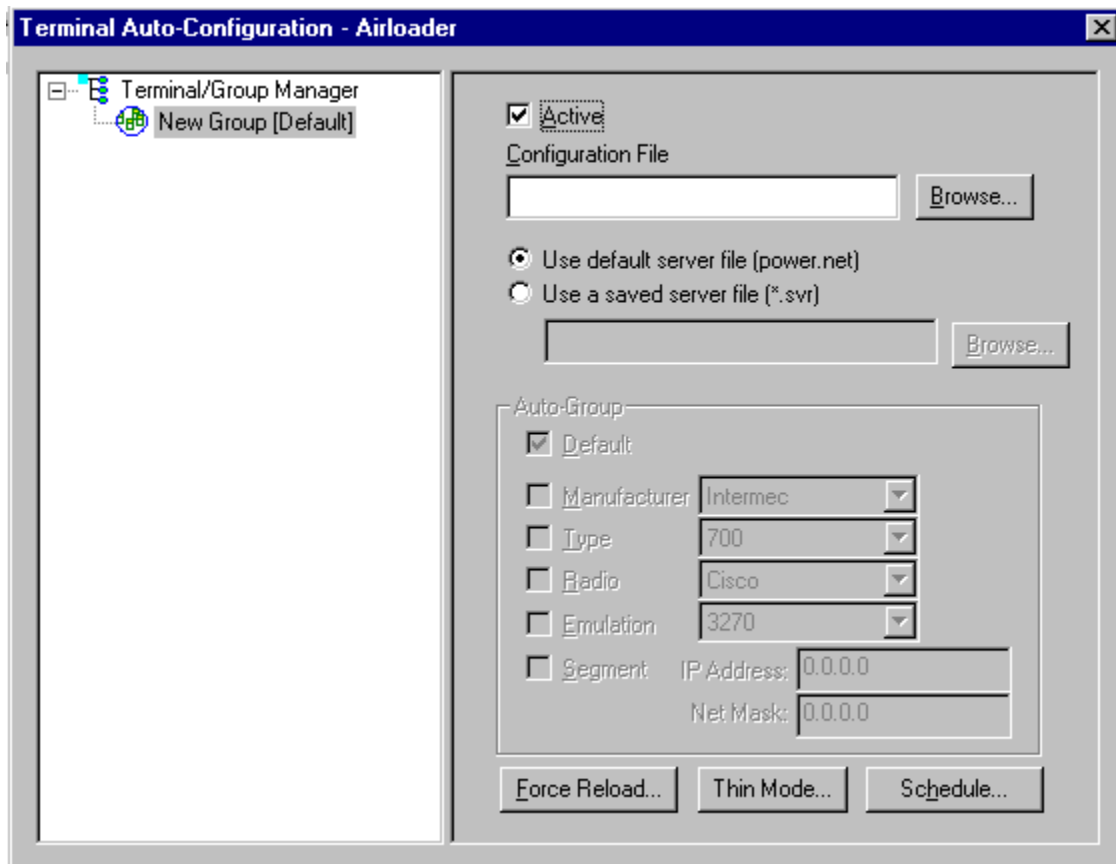 Terminal Auto-Configuration - Airloader
Terminal/Group Manager
New Group [Default]
Active
Configuration File
Browse...
Use default server file (power.net)
Use a saved server file (*.svr)
Browse...
Auto-Group
Default
Manufacturer Intermec
Type 700
Radio Cisco
Emulation 3270
Segment IP Address: 0.0.0.0
Net Mask: 0.0.0.0
Force Reload... Thin Mode... Schedule...